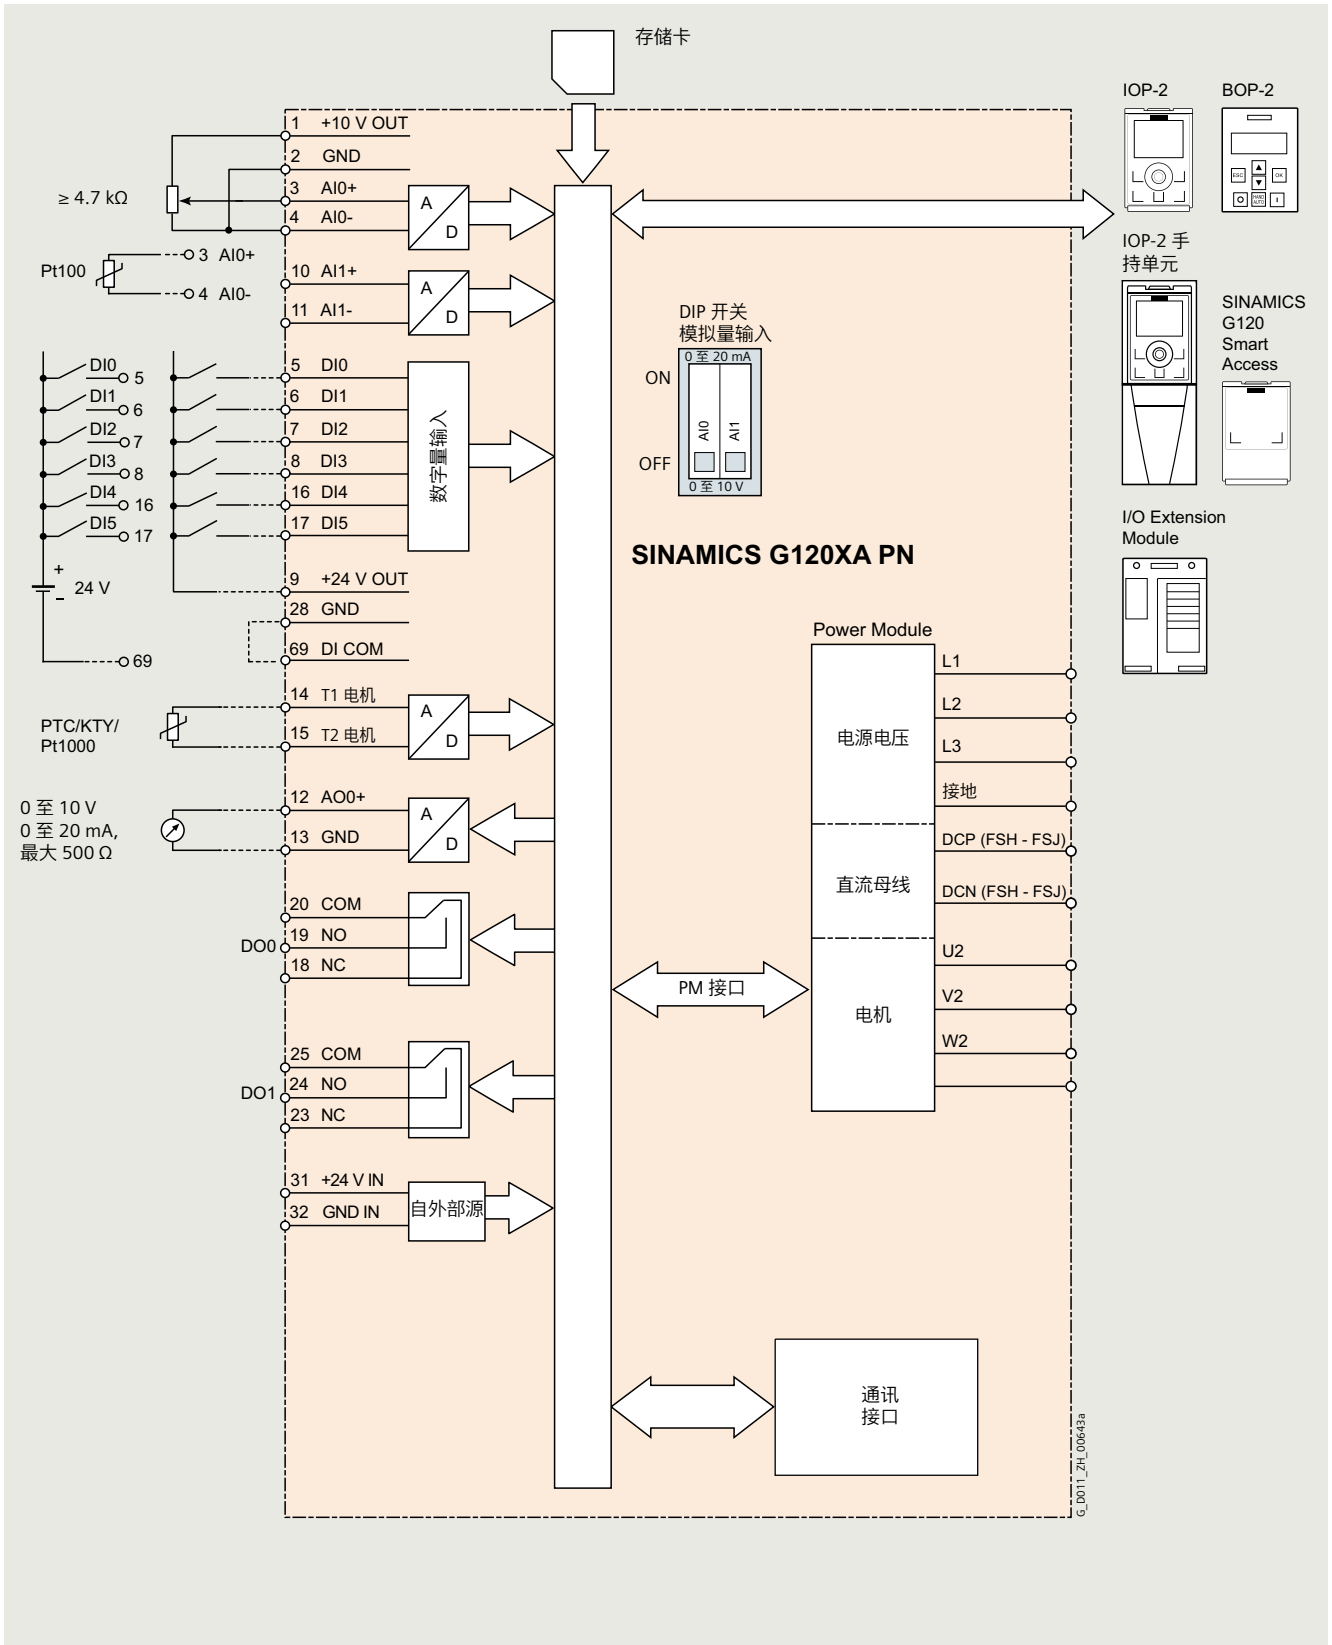 存储卡
IOP-2
BOP-2
1 +10 V OUT
2 GND
3 AI0+
4 AI0-
≥ 4.7 kΩ
A
D
Pt100
3 AI0+
4 AI0-
10 AI1+
11 AI1-
A
D
ESC
OK
HAND
AUTO
IOP-2 手
持单元
SINAMICS
G120
Smart
Access
DIP 开关
模拟量输入
0 至 20 mA
ON
AI0
AI1
OFF
0 至 10 V
DI0
5
DI1
6
DI2
7
DI3
8
DI4
16
DI5
17
5 DI0
6 DI1
7 DI2
8 DI3
16 DI4
17 DI5
数字量输入
+
24 V
–
69
9 +24 V OUT
28 GND
69 DI COM
SINAMICS G120XA PN
I/O Extension
Module
PTC/KTY/
Pt1000
14 T1 电机
15 T2 电机
A
D
0 至 10 V
0 至 20 mA,
最大 500 Ω
12 AO0+
13 GND
A
D
DO0
20 COM
19 NO
18 NC
DO1
25 COM
24 NO
23 NC
31 +24 V IN
32 GND IN
自外部源
Power Module
电源电压
L1
L2
L3
接地
直流母线
DCP (FSH - FSJ)
DCN (FSH - FSJ)
电机
U2
V2
W2
PM 接口
通讯
接口
G_D011_ZH_00643a